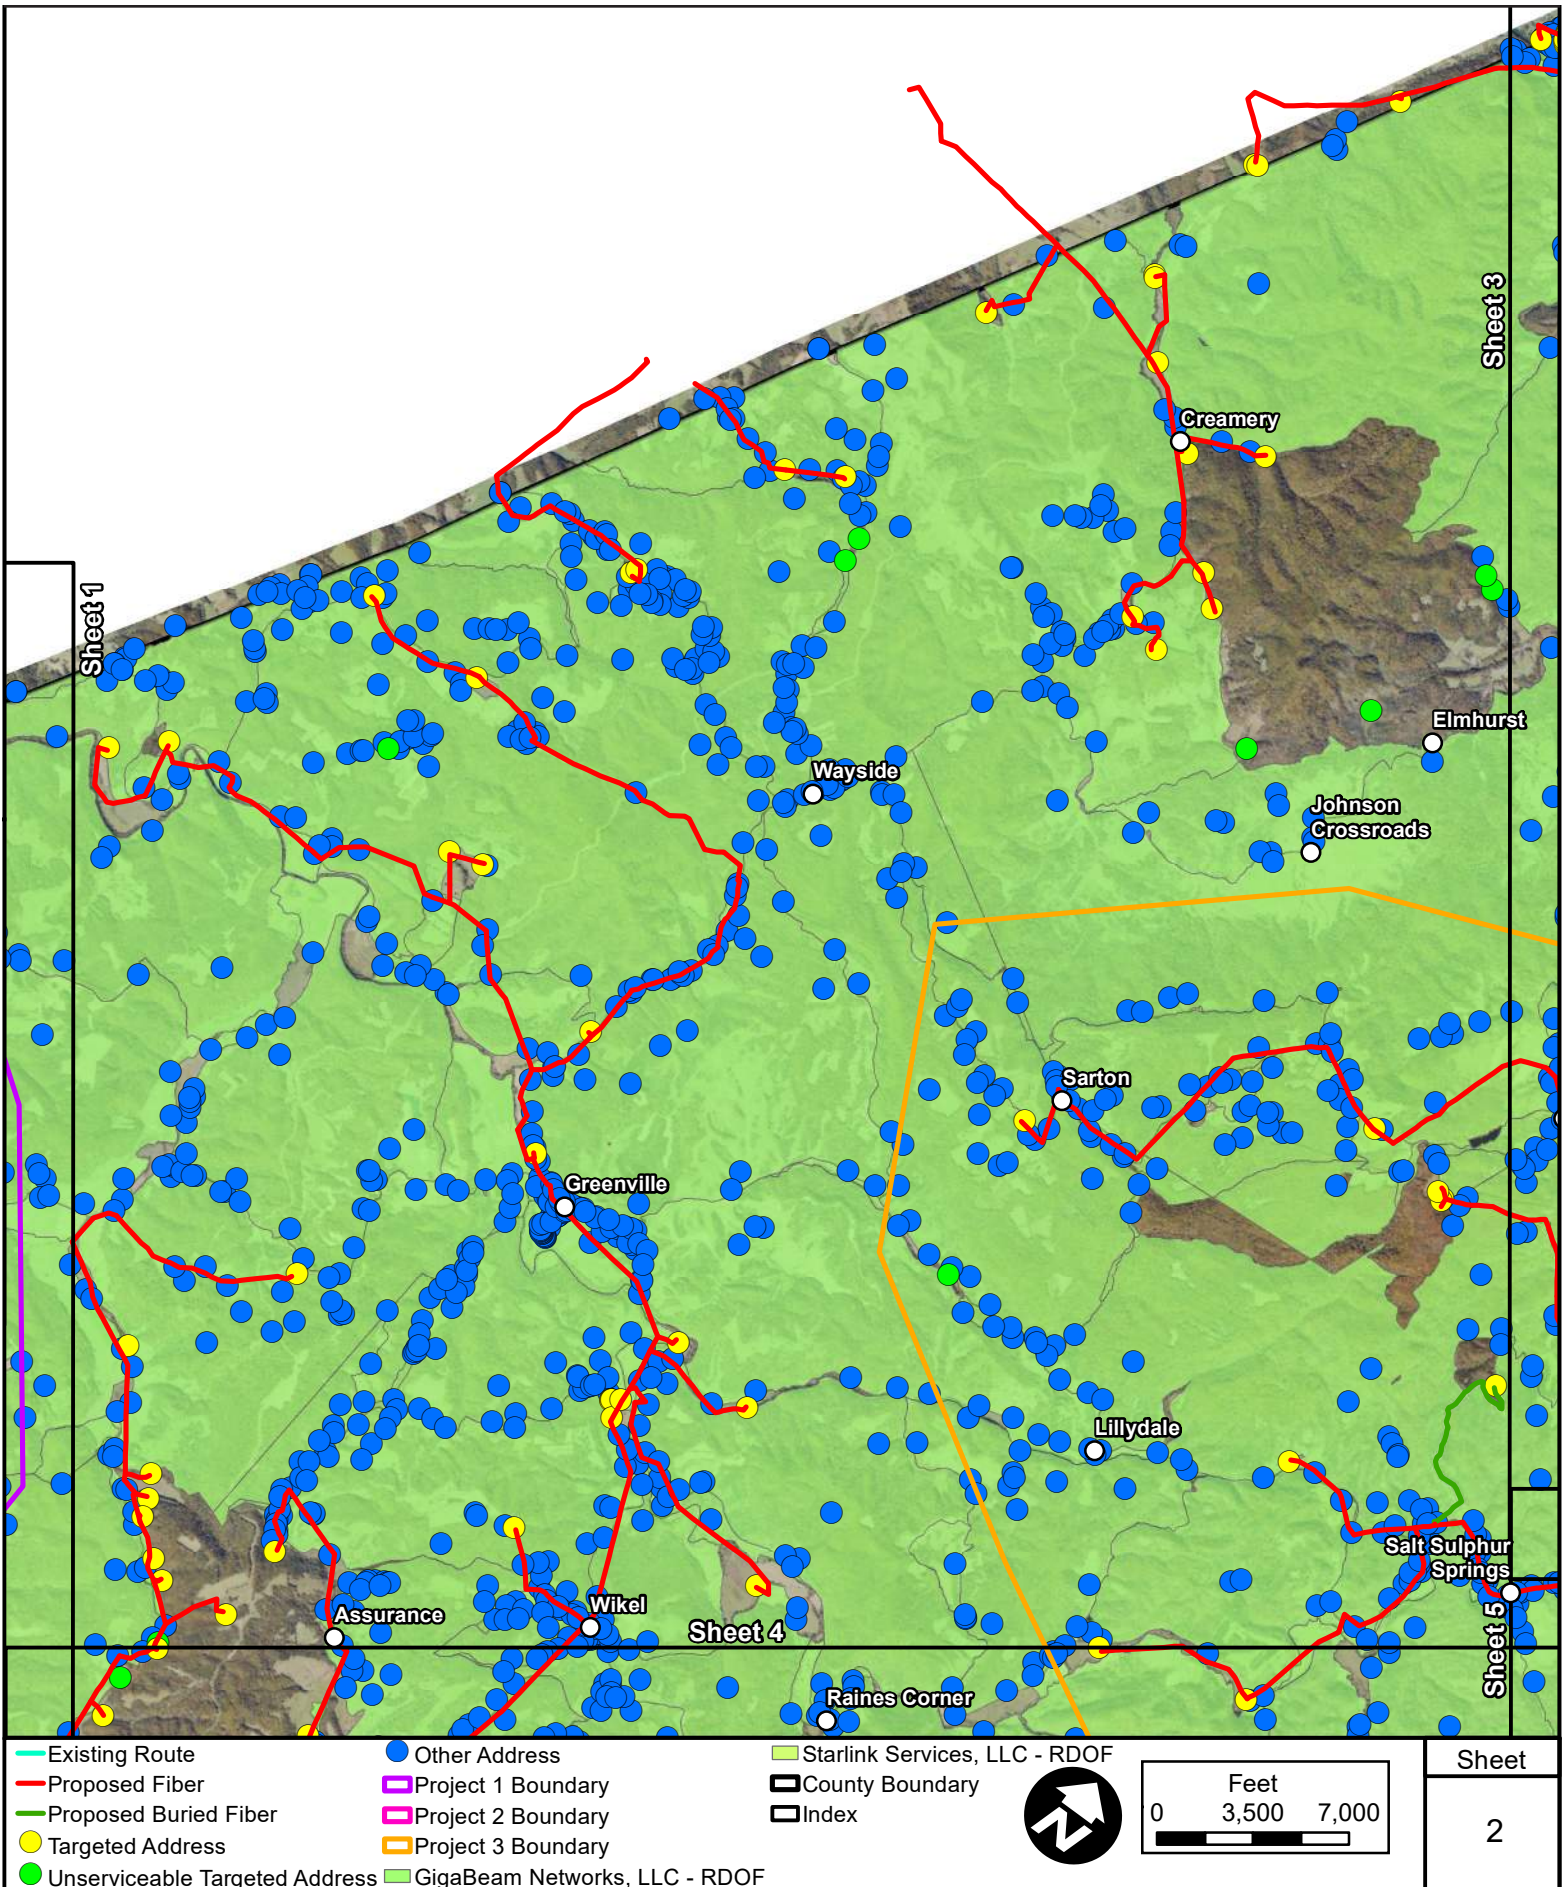 Sheet 3
Creamery
Sheet 1
Elmhurst
Wayside
Johnson
Crossroads
Sarton
Greenville
Lillydale
Salt Sulphur
Springs
Assurance
Wikel
Sheet 4
Sheet 5
Raines Corner
Existing Route
Proposed Fiber
Proposed Buried Fiber
Targeted Address
Unserviceable Targeted Address
Other Address
Project 1 Boundary
Project 2 Boundary
Project 3 Boundary
GigaBeam Networks, LLC - RDOF
Starlink Services, LLC - RDOF
County Boundary
Index
N
Feet
0 3,500 7,000
Sheet
2